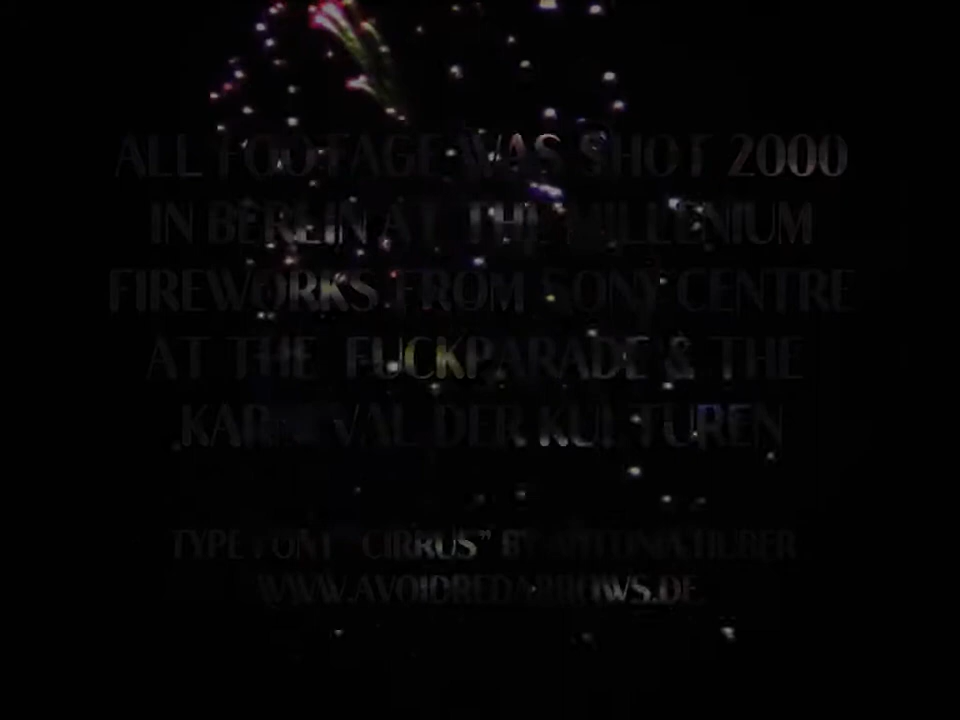 ALL FOOTAGE WAS SHOT 2000
IN BERLIN AT THE MILLENIUM
FIREWORKS FROM SONY CENTRE
AT THE FUCKPARADE & THE
KARNEVAL DER KULTUREN
TYPE FONT "CIRRUS" BY HUBER
WWW.AVOIDREDARROWS.DE